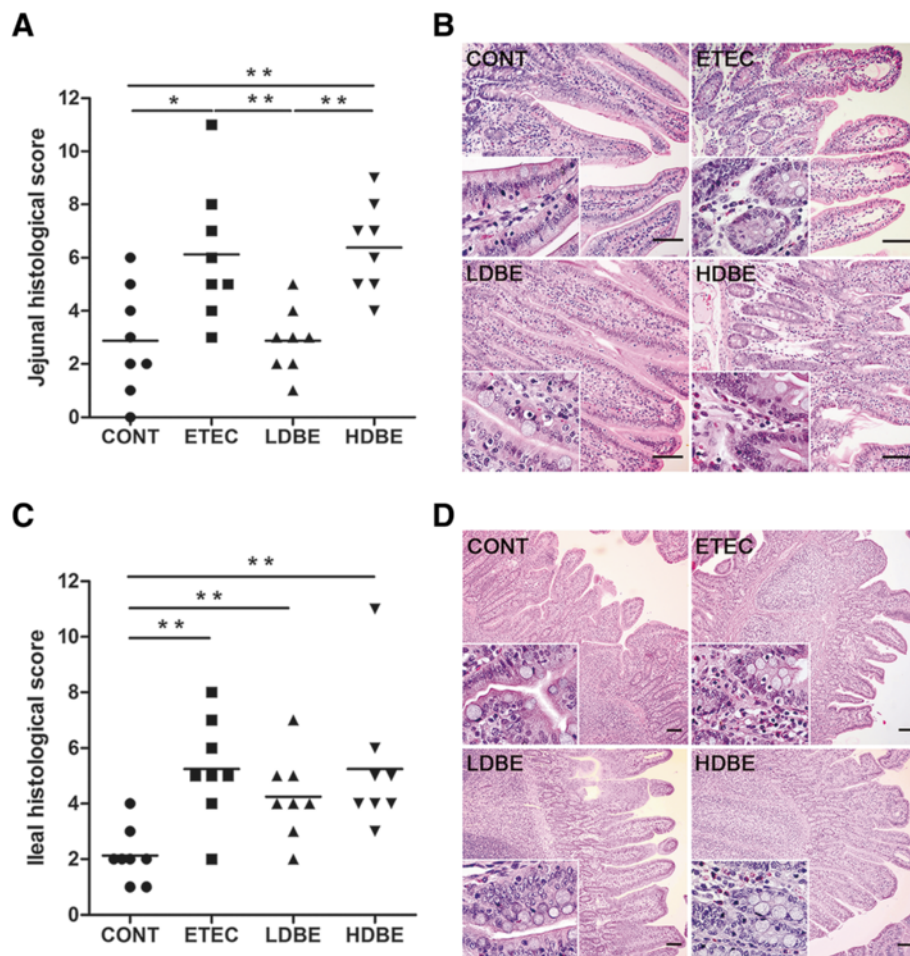 A
Jejunal histological score
12
10
8
6
4
2
0
* *
* * * * *
CONT ETEC LDBE HDBE
B
CONT ETEC
LDBE HDBE
C
Ileal histological score
12
10
8
6
4
2
0
* *
* *
* *
CONT ETEC LDBE HDBE
D
CONT ETEC
LDBE HDBE